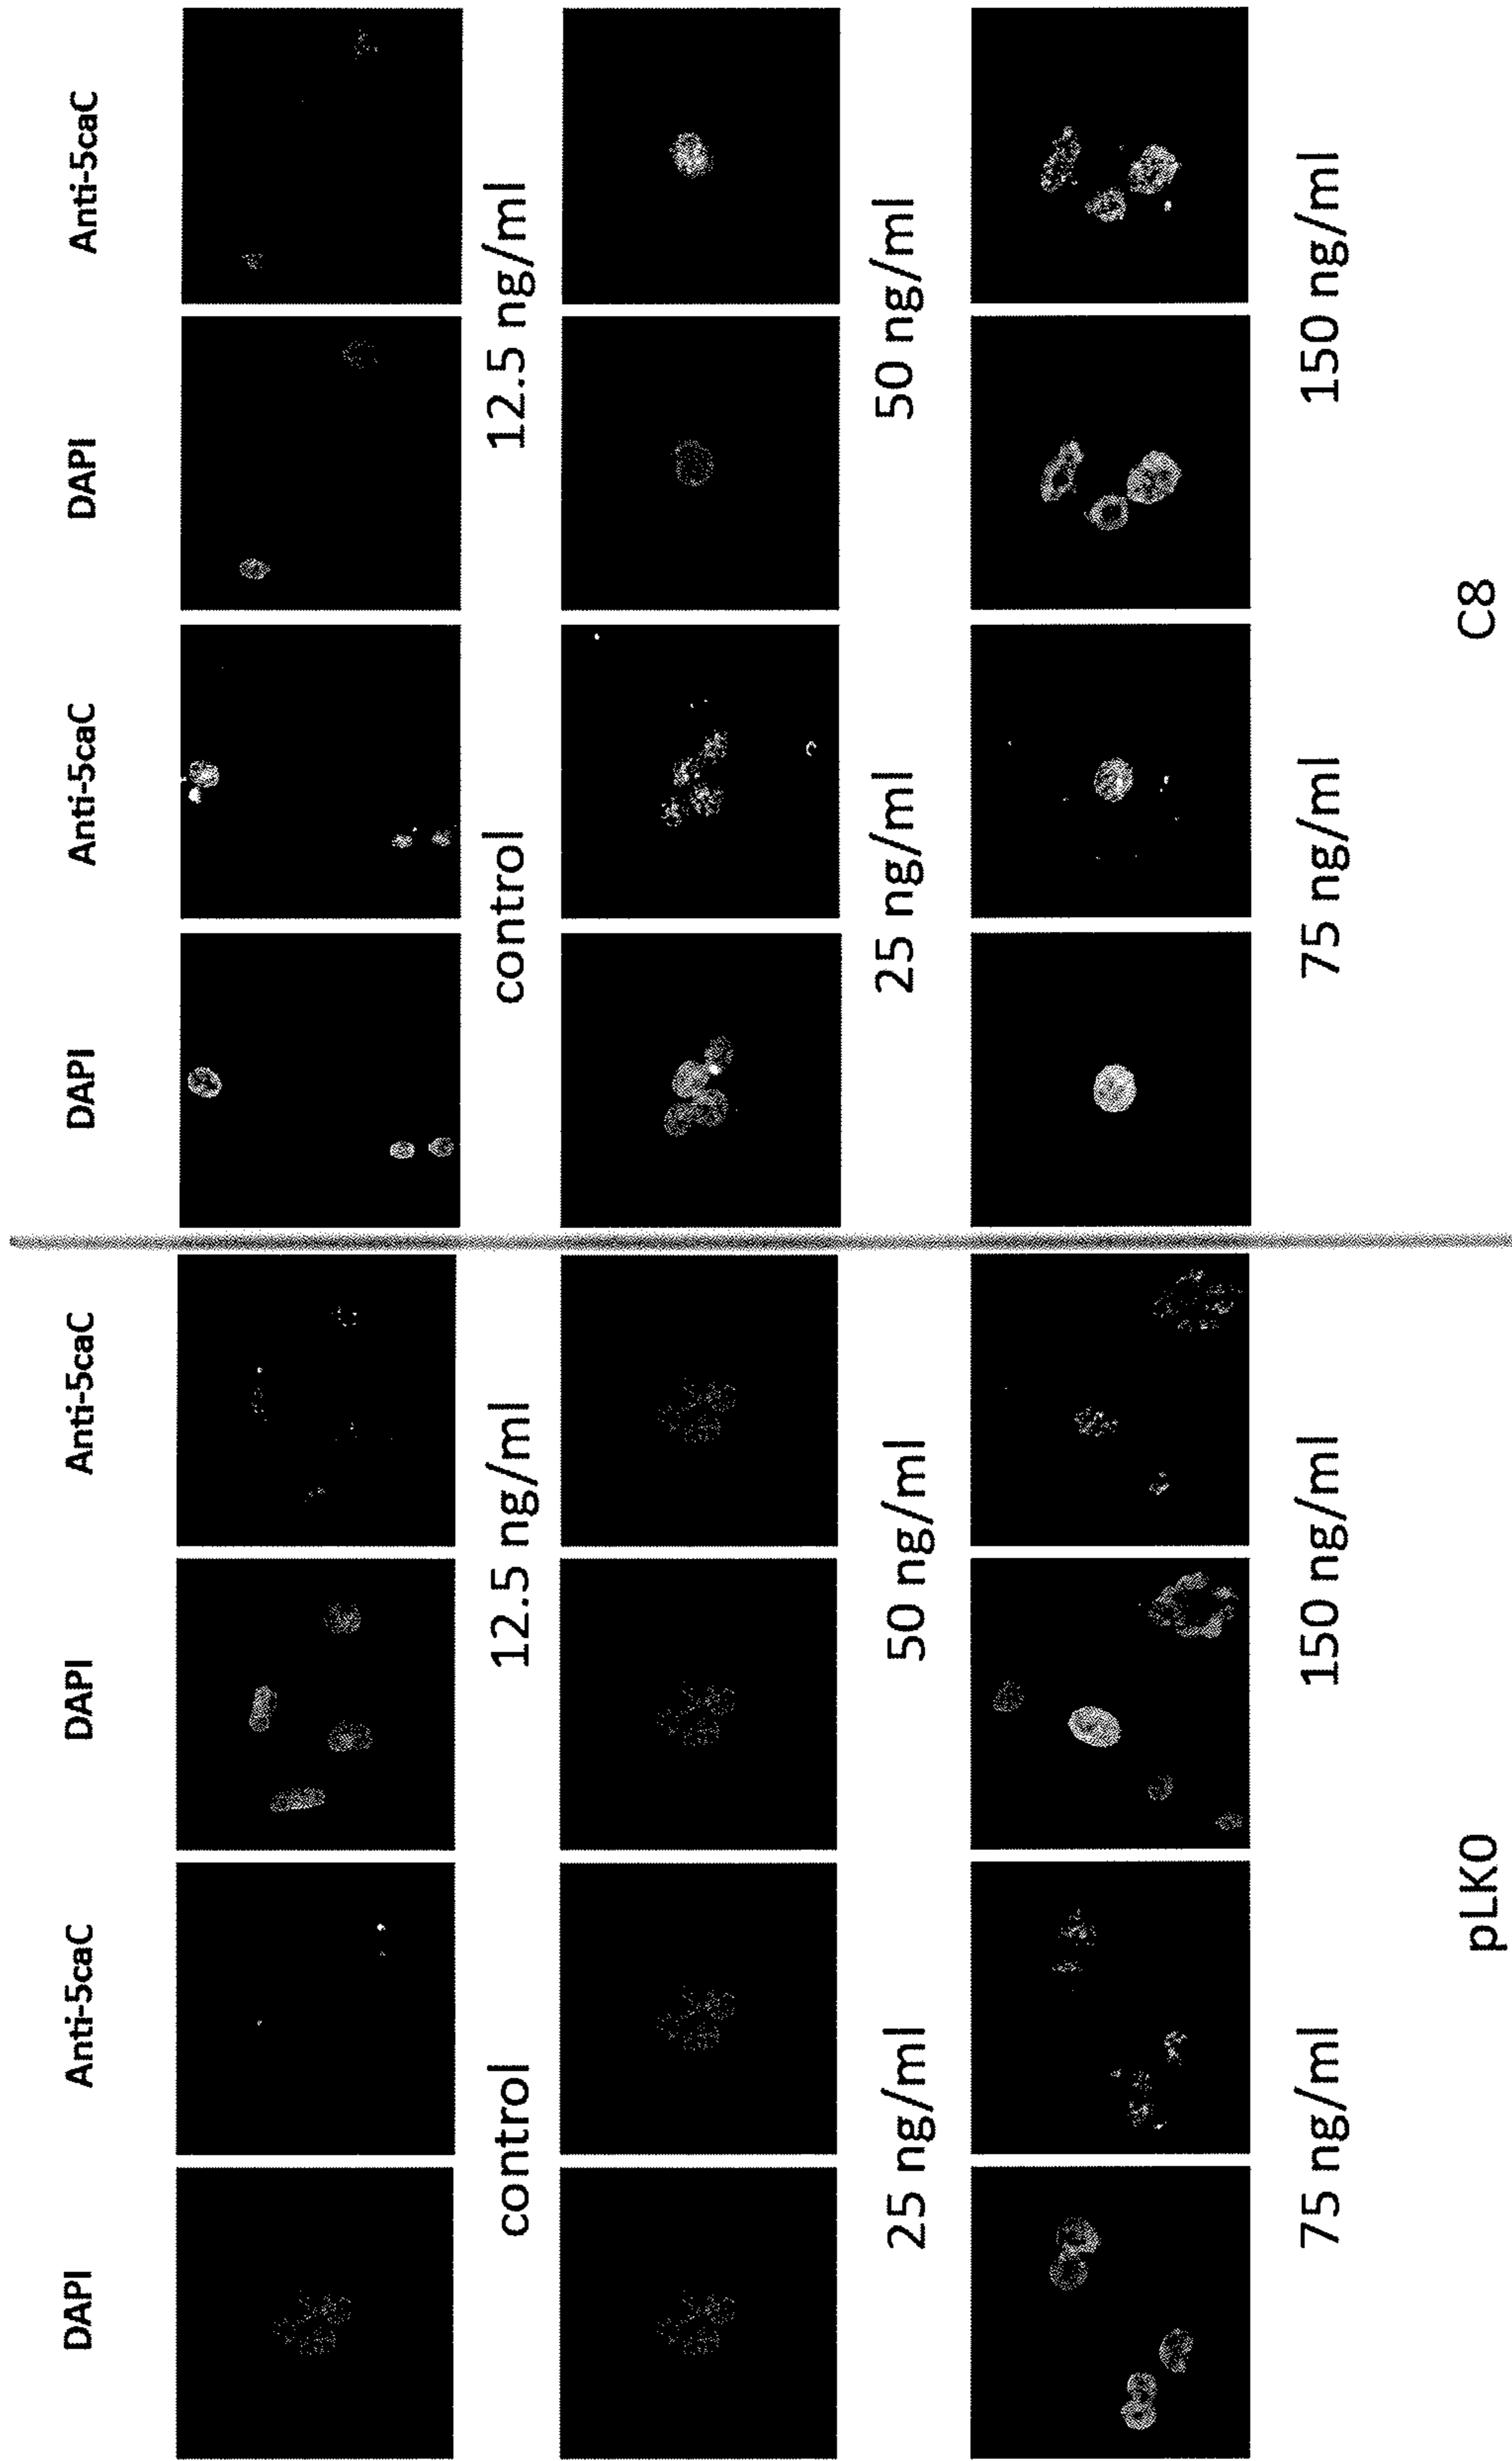 DAPI Anti-5caC DAPI Anti-5caC DAPI Anti-5caC DAPI Anti-5caC
control 12.5 ng/ml control 12.5 ng/ml
25 ng/ml 50 ng/ml 25 ng/ml 50 ng/ml
75 ng/ml 150 ng/ml 75 ng/ml 150 ng/ml
pLK0 C8